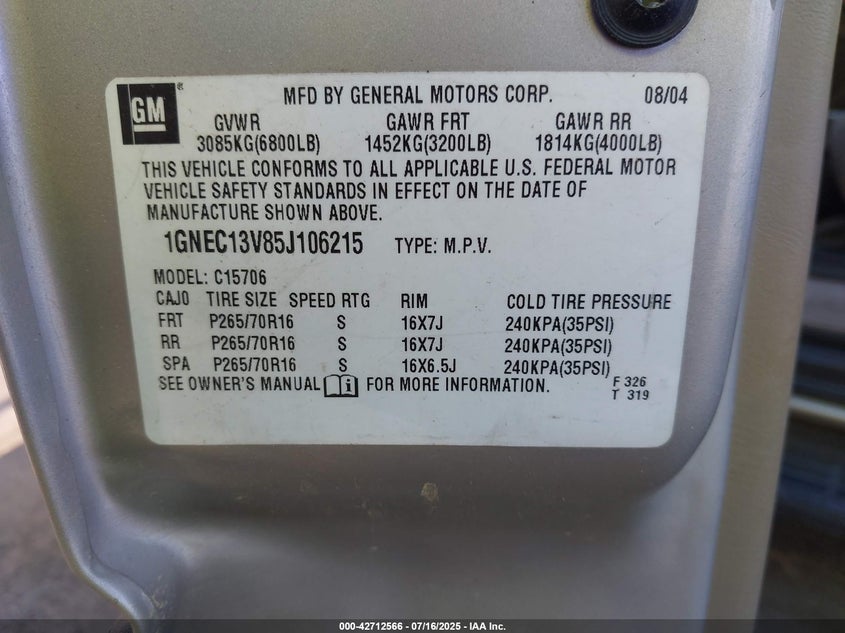 GM ® MFD BY GENERAL MOTORS CORP. 08/04
GVWR GAWR FRT GAWR RR
3085KG(6800LB) 1452KG(3200LB) 1814KG(4000LB)
THIS VEHICLE CONFORMS TO ALL APPLICABLE U.S. FEDERAL MOTOR
VEHICLE SAFETY STANDARDS IN EFFECT ON THE DATE OF
MANUFACTURE SHOWN ABOVE.
1GNEC13V85J106215 TYPE: M.P.V.
MODEL: C15706
CAJ0 TIRE SIZE SPEED RTG RIM COLD TIRE PRESSURE
FRT P265/70R16 S 16X7J 240KPA(35PSI)
RR P265/70R16 S 16X7J 240KPA(35PSI)
SPA P265/70R16 S 16X6.5J 240KPA(35PSI)
SEE OWNER'S MANUAL i FOR MORE INFORMATION. F 326
T 319
000-42712566 - 07/16/2025 - IAA Inc.